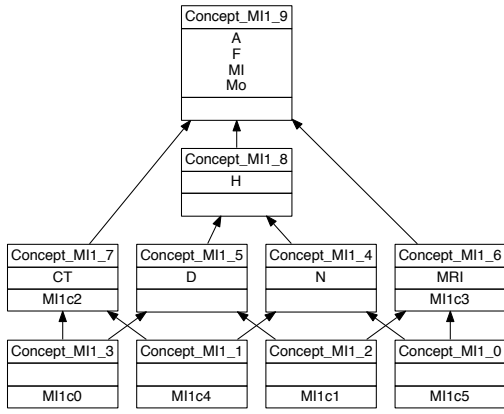 Concept_MI1_9
A
F
MI
Mo
Concept_MI1_8
H
Concept_MI1_7
CT
MI1c2
Concept_MI1_5
D
Concept_MI1_4
N
Concept_MI1_6
MRI
MI1c3
Concept_MI1_3
MI1c0
Concept_MI1_1
MI1c4
Concept_MI1_2
MI1c1
Concept_MI1_0
MI1c5